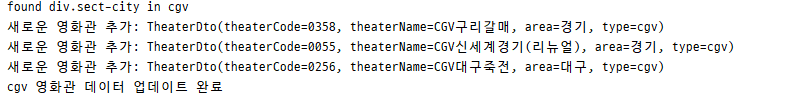 found div.sect-city in cgv
새로운 영화관 추가: TheaterDto(theaterCode=0358, theaterName=CGV구리갈매, area=경기, type=cgv)
새로운 영화관 추가: TheaterDto(theaterCode=0055, theaterName=CGV신세계경기(리뉴얼), area=경기, type=cgv)
새로운 영화관 추가: TheaterDto(theaterCode=0256, theaterName=CGV대구죽전, area=대구, type=cgv)
cgv 영화관 데이터 업데이트 완료